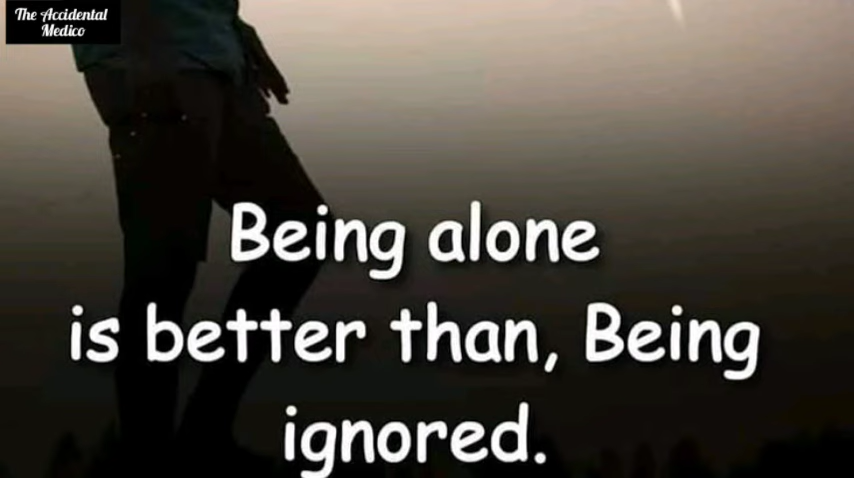 The Accidental
Medico
Being alone
is better than, Being
ignored.